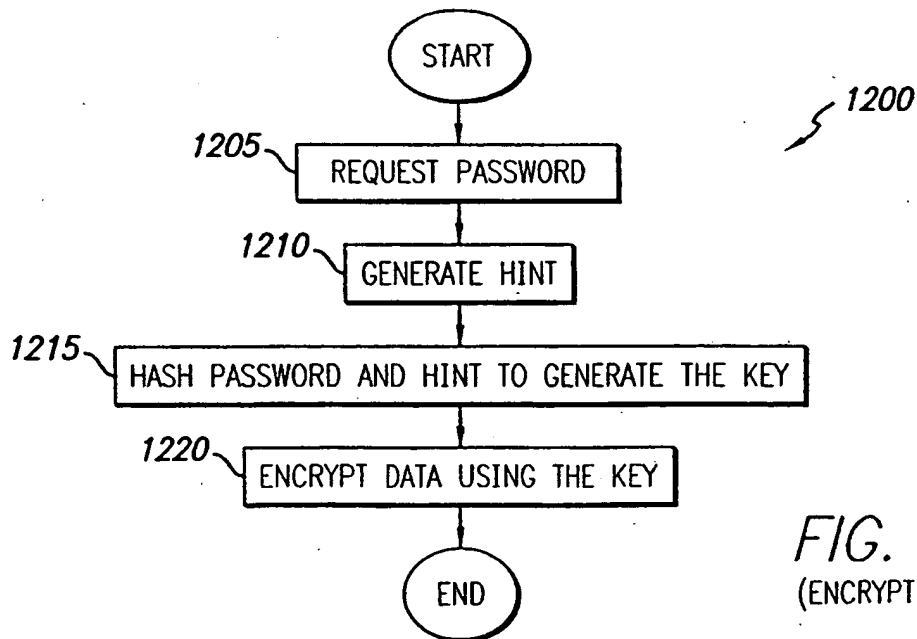 START
1200
1205
REQUEST PASSWORD
1210
GENERATE HINT
1215
HASH PASSWORD AND HINT TO GENERATE THE KEY
1220
ENCRYPT DATA USING THE KEY
END
FIG.
(ENCRYPT